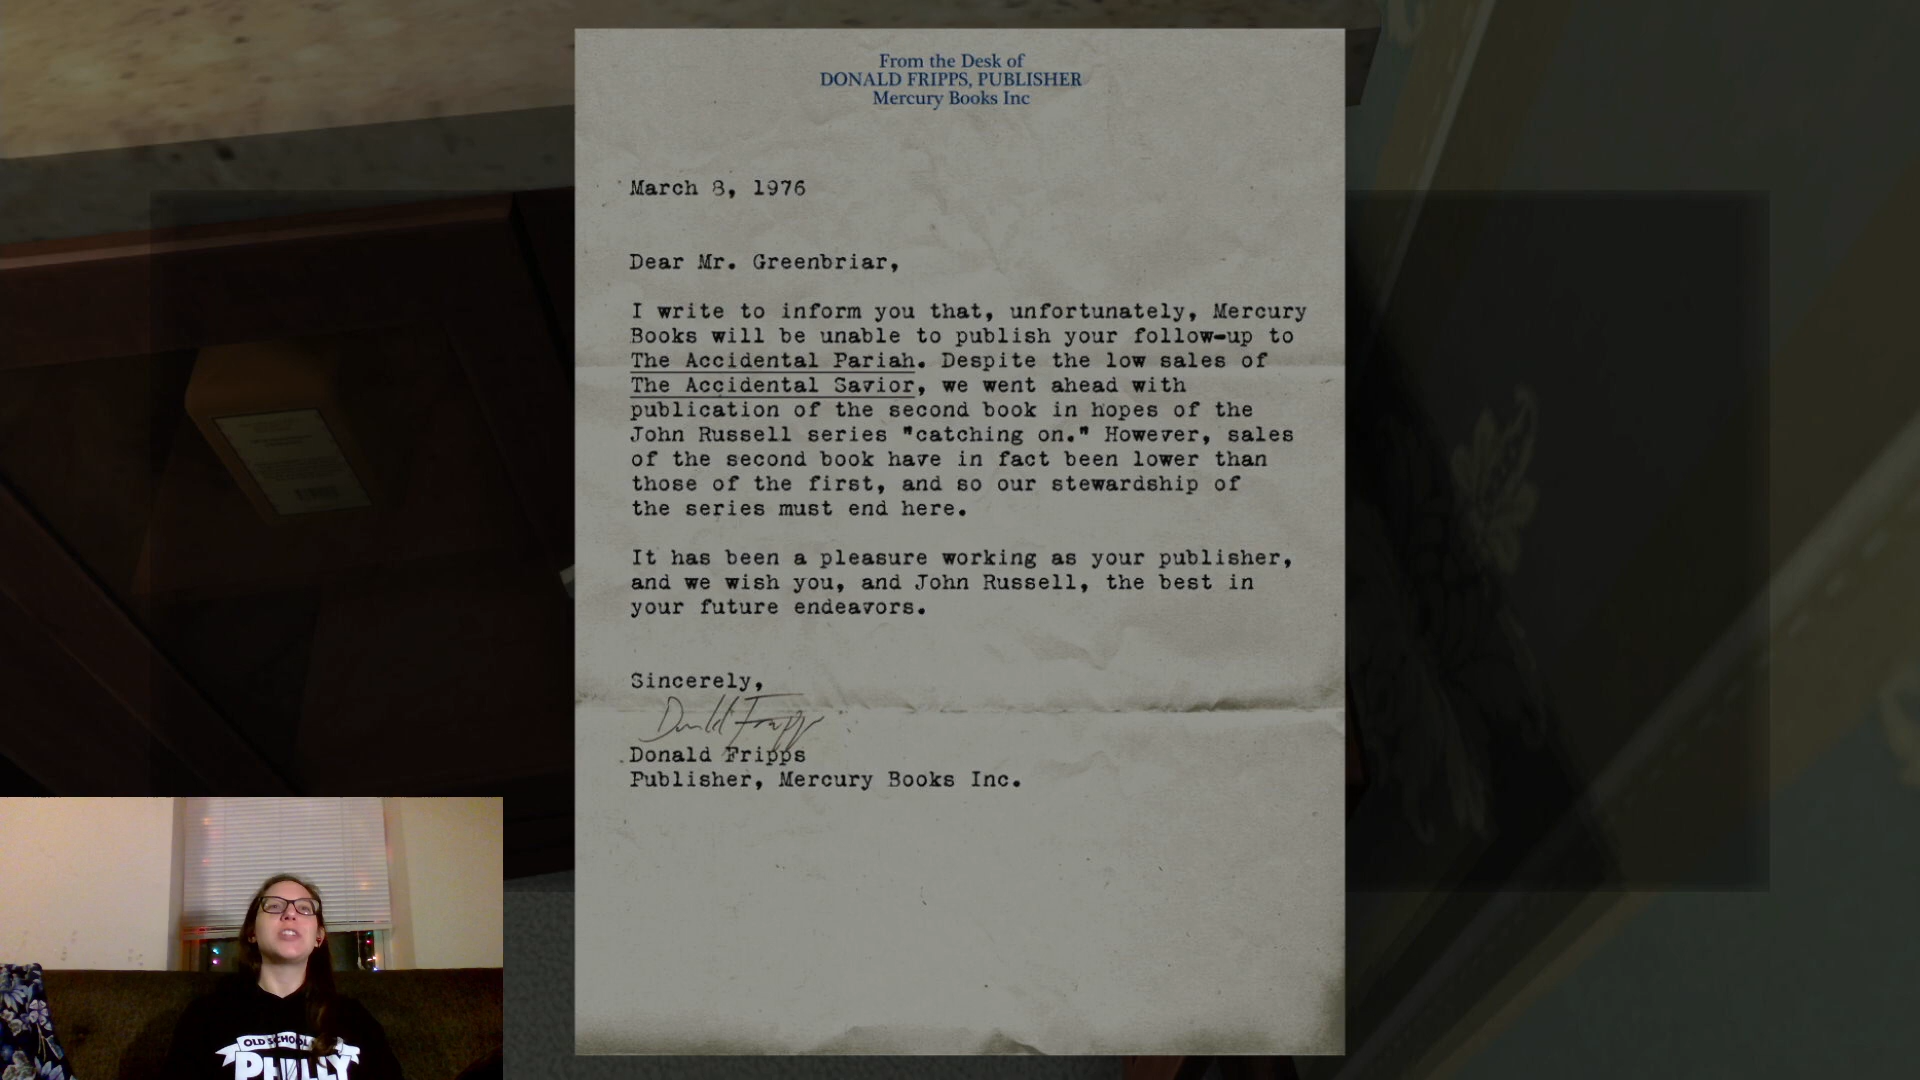 From the Desk of
DONALD FRIPPS, PUBLISHER
Mercury Books Inc
March 8, 1976
Dear Mr. Greenbriar,
I write to inform you that, unfortunately, Mercury
Books will be unable to publish your follow-up to
The Accidental Pariah. Despite the low sales of
The Accidental Savior, we went ahead with
publication of the second book in hopes of the
John Russell series "catching on." However, sales
of the second book have in fact been lower than
those of the first, and so our stewardship of
the series must end here.
It has been a pleasure working as your publisher,
and we wish you, and John Russell, the best in
your future endeavors.
Sincerely,
Donald Fripps
Donald Fripps
Publisher, Mercury Books Inc.
OLD SCHOOL
PHILLY